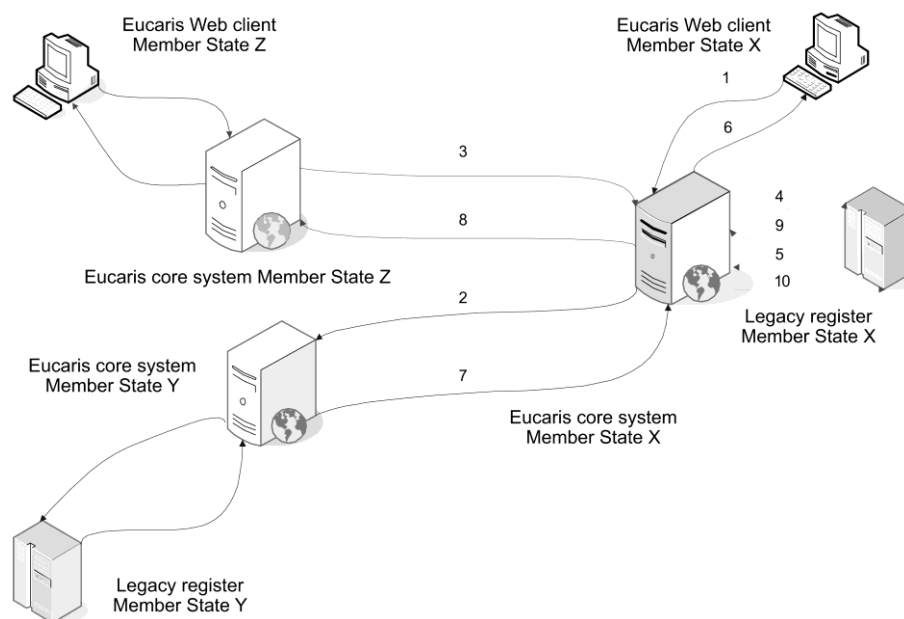 Eucaris Web client
Member State Z
Eucaris Web client
Member State X
1
6
3
4
9
8
5
10
Eucaris core system Member State Z
2
Legacy register
Member State X
Eucaris core system
Member State Y
7
Eucaris core system
Member State X
Legacy register
Member State Y